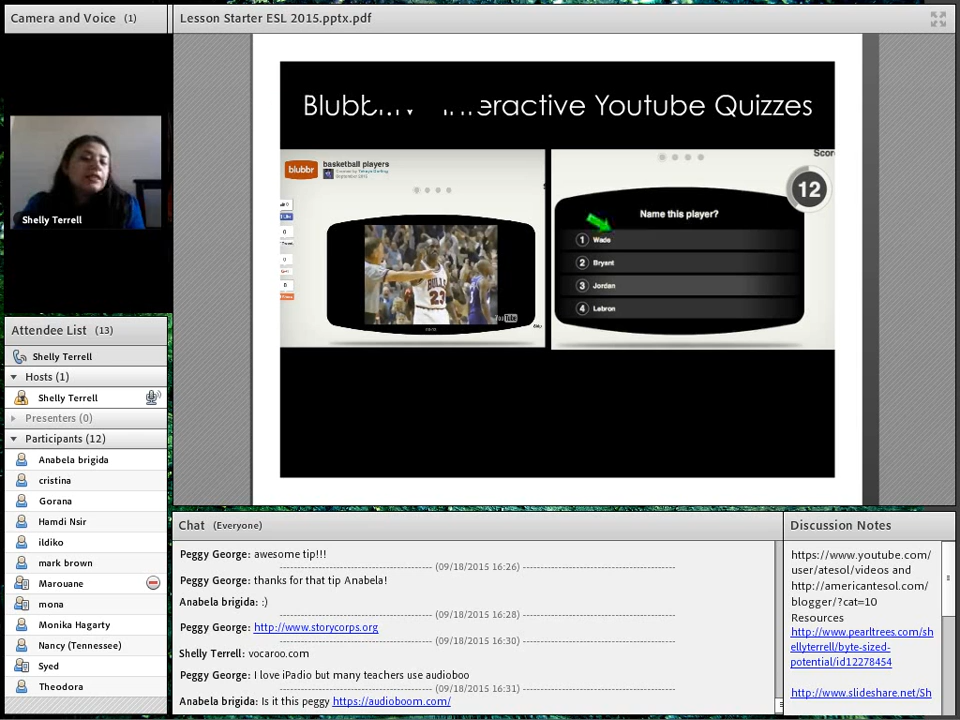 Camera and Voice (1)
Shelly Terrell
Attendee List (13)
Shelly Terrell
Hosts (1)
Shelly Terrell
Presenters (0)
Participants (12)
Anabela brigida
cristina
Gorana
Hamdi Nsir
ildiko
mark brown
Marouane
mona
Monika Hagarty
Nancy (Tennessee)
Syed
Theodora
Lesson Starter ESL 2015.pptx.pdf
Youtube Quizzes
blubbr
basketball players
BULLS
23
You Tube
Scor
12
Name this player?
1 Wade
2 Bryant
3 Jordan
4 Lebron
Chat (Everyone)
Peggy George: awesome tip!!!
(09/18/2015 16:26)
Peggy George: thanks for that tip Anabela!
Anabela brigida: :)
(09/18/2015 16:28)
Peggy George: http://www.storycorps.org
(09/18/2015 16:30)
Shelly Terrell: vocaroo.com
Peggy George: I love iPadio but many teachers use audioboo
(09/18/2015 16:31)
Anabela brigida: Is it this peggy https://audioboom.com/
Discussion Notes
https://www.youtube.com/
user/atesol/videos and
http://americantesol.com/
blogger/?cat=10
Resources
http://www.pearltrees.com/sh
ellyterrell/byte-sized-
potential/id12278454
http://www.slideshare.net/Sh